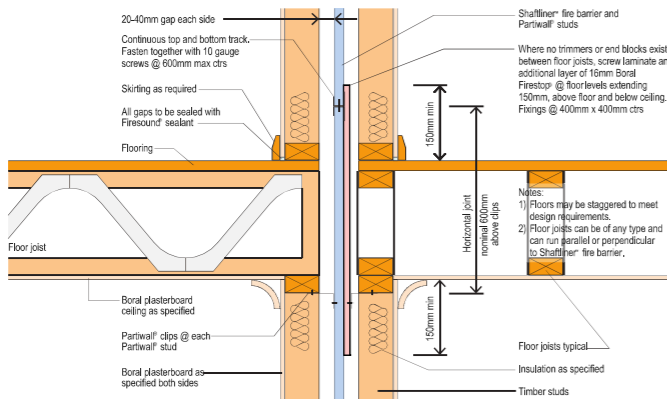 20-40mm gap each side
Continuous top and bottom track.
Fasten together with 10 gauge
screws @ 600mm max ctrs
Skirting as required
All gaps to be sealed with
Firesound® sealant
Flooring
Floor joist
Boral plasterboard
ceiling as specified
Partiwall® clips @ each
Partiwall® stud
Boral plasterboard as
specified both sides
Shaftliner™ fire barrier and
Partiwall® studs
Where no trimmers or end blocks exist
between floor joists, screw laminate an
additional layer of 16mm Boral
Firestop® @ floor levels extending
150mm, above floor and below ceiling.
Fixings @ 400mm x 400mm ctrs
150mm min
Horizontal joint
nominal 600mm
above clips
150mm min
Notes:
1) Floors may be staggered to meet
design requirements.
2) Floor joists can be of any type and
can run parallel or perpendicular
to Shaftliner™ fire barrier.
Floor joists typical
Insulation as specified
Timber studs